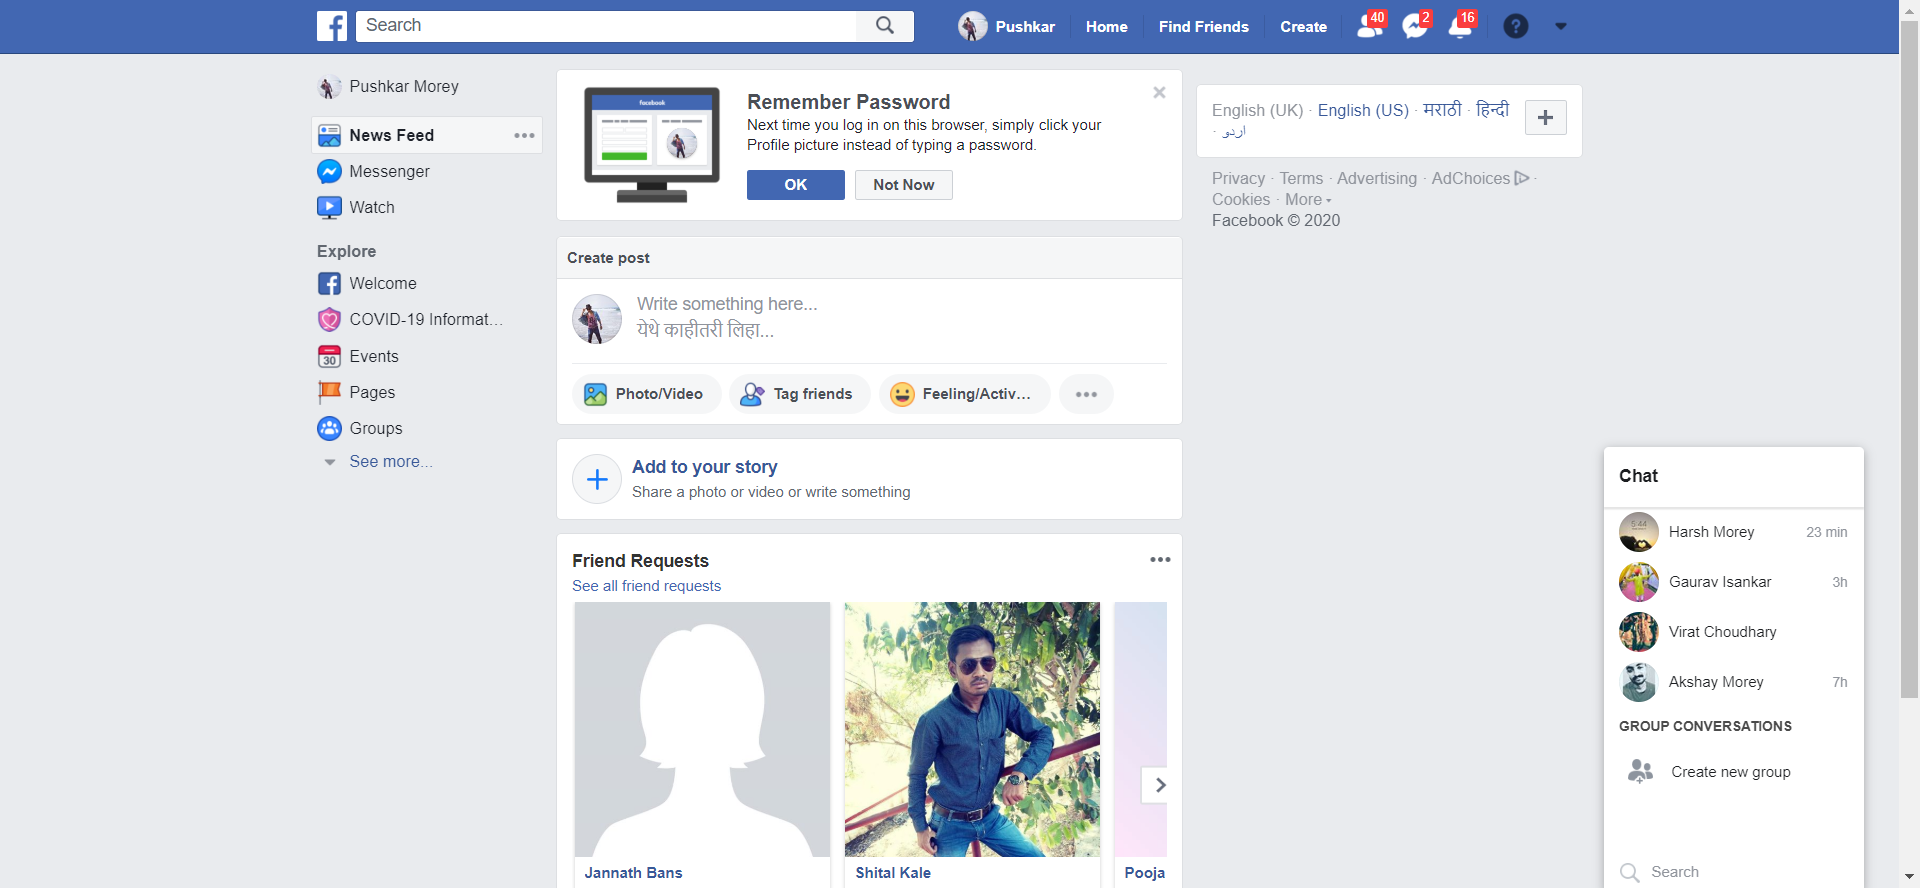 Search
Pushkar
Home
Find Friends
Create
40
2
16
?
Pushkar Morey
News Feed
Messenger
Watch
Explore
Welcome
COVID-19 Informat...
30
Events
Pages
Groups
See more...
facebook
Remember Password
Next time you log in on this browser, simply click your
Profile picture instead of typing a password.
OK
Not Now
Create post
Write something here...
येथे काहीतरी लिहा...
Photo/Video
Tag friends
Feeling/Activ...
Add to your story
Share a photo or video or write something
Friend Requests
See all friend requests
Jannath Bans
Shital Kale
Pooja
English (UK) · English (US) · मराठी · हिन्दी
· اردو
Privacy · Terms · Advertising · AdChoices ·
Cookies · More
Facebook © 2020
Chat
5:44
Harsh Morey 23 min
Gaurav Isankar 3h
Virat Choudhary
Akshay Morey 7h
GROUP CONVERSATIONS
Create new group
Search